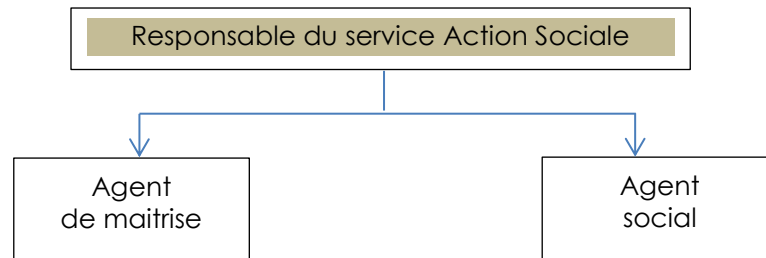 Responsable du service Action Sociale
Agent
de maitrise
Agent
social